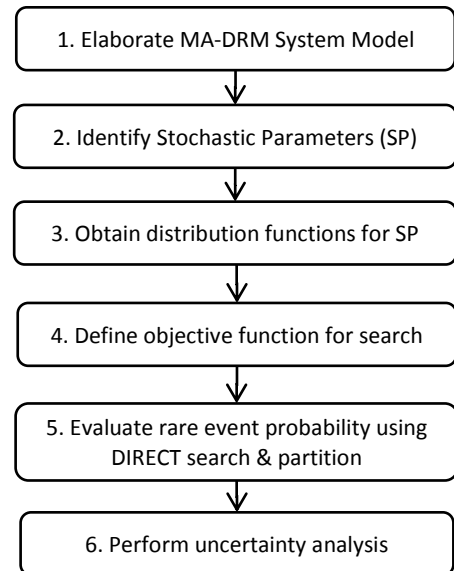 1. Elaborate MA-DRM System Model
2. Identify Stochastic Parameters (SP)
3. Obtain distribution functions for SP
4. Define objective function for search
5. Evaluate rare event probability using
DIRECT search & partition
6. Perform uncertainty analysis